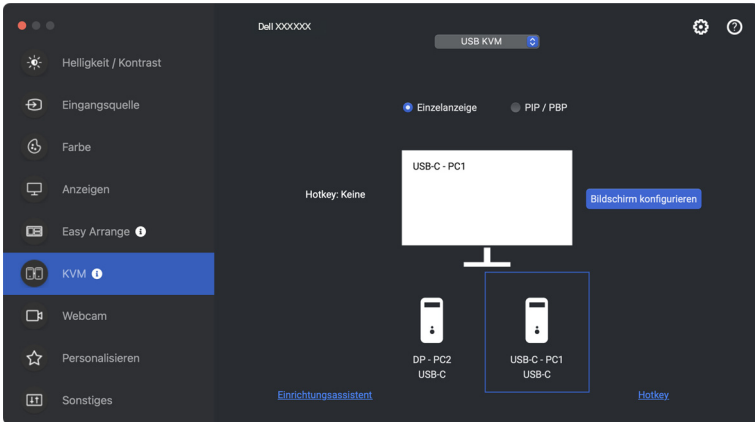 Dell XXXXXX
USB KVM
Helligkeit / Kontrast
Eingangsquelle
Farbe
Anzeigen
Easy Arrange
KVM
Webcam
Personalisieren
Sonstiges
Einzelanzeige
PIP / PBP
USB-C - PC1
Hotkey: Keine
Bildschirm konfigurieren
DP - PC2
USB-C
USB-C - PC1
USB-C
Einrichtungsassistent
Hotkey